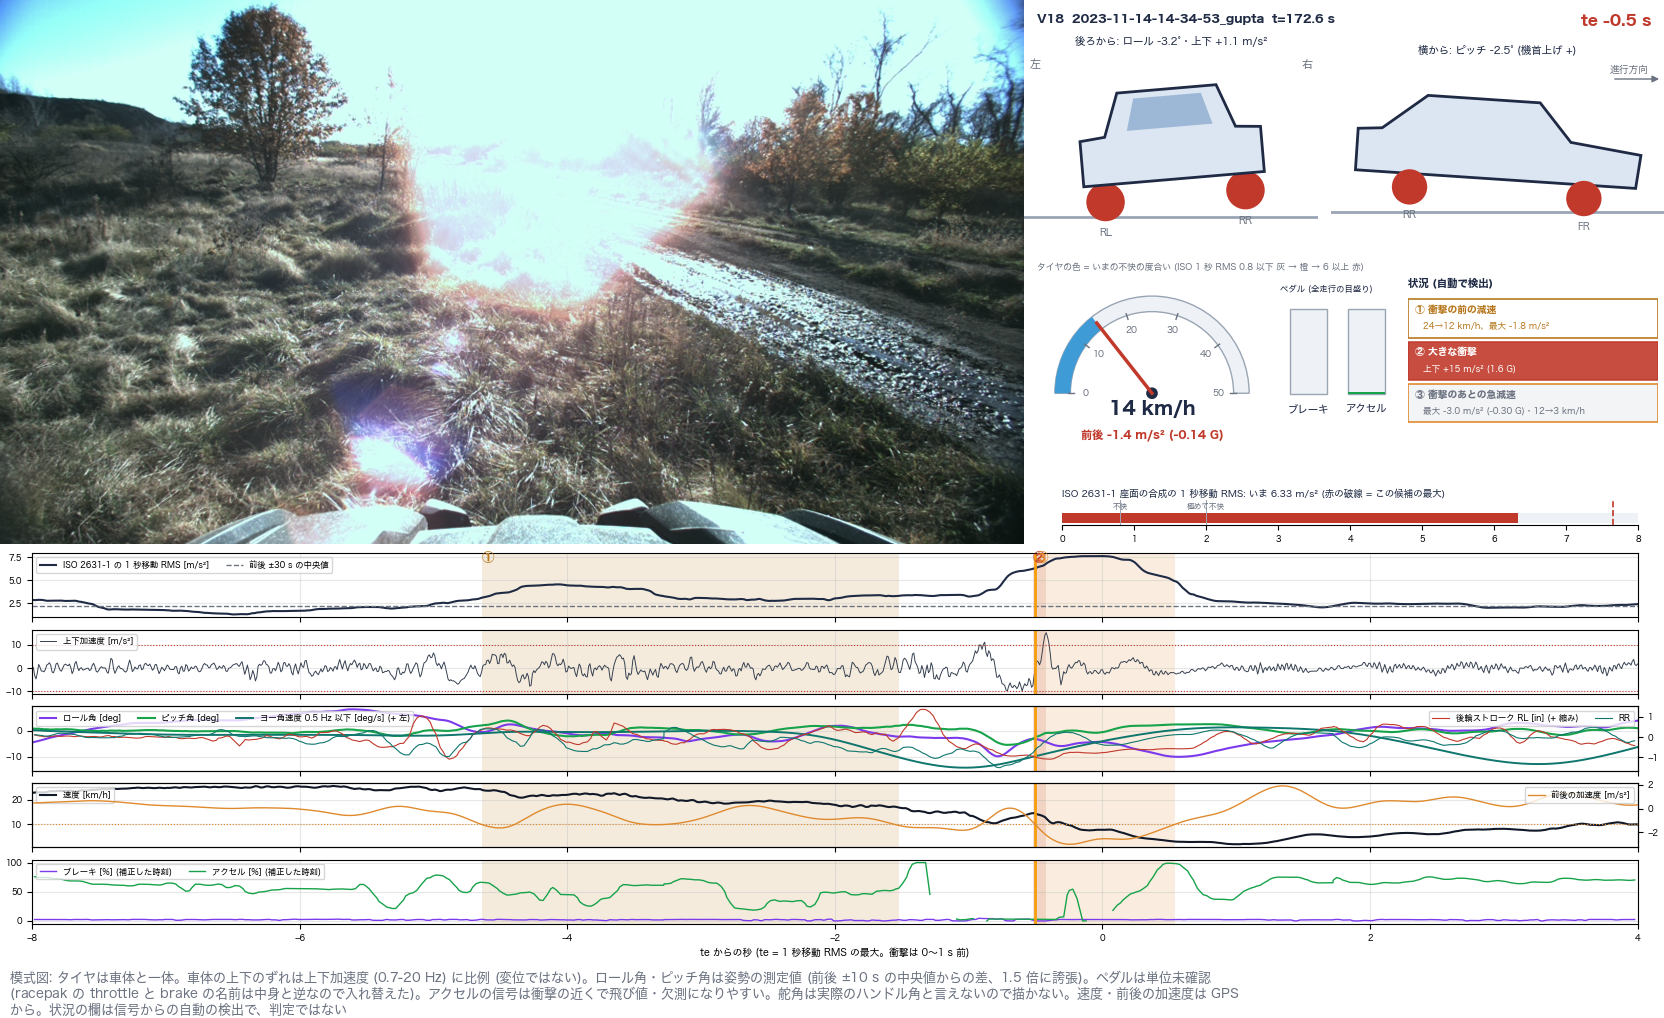 V18 2023-11-14-14-34-53_gupta t=172.6 s
te -0.5 s
後ろから: ロール -3.2°・上下 +1.1 m/s²
横から: ピッチ -2.5° (機首上げ +)
左
右
進行方向
RL
RR
RR
FR
タイヤの色 = いまの不快の度合い (ISO 1 秒 RMS 0.8 以下 灰 → 橙 → 6 以上 赤)
ペダル (全走行の目盛り)
状況 (自動で検出)
① 衝撃の前の減速
24→12 km/h、最大 -1.8 m/s²
② 大きな衝撃
上下 +15 m/s² (1.6 G)
③ 衝撃のあとの急減速
最大 -3.0 m/s² (-0.30 G)・12→3 km/h
0
10
20
30
40
50
14 km/h
前後 -1.4 m/s² (-0.14 G)
ブレーキ
アクセル
ISO 2631-1 座面の合成の 1 秒移動 RMS: いま 6.33 m/s² (赤の破線 = この候補の最大)
不快
極めて不快
0 1 2 3 4 5 6 7 8
① ②
7.5
5.0
2.5
ISO 2631-1 の 1 秒移動 RMS [m/s²]
前後 ±30 s の中央値
10
0
−10
上下加速度 [m/s²]
0
−10
ロール角 [deg]
ピッチ角 [deg]
ヨー角速度 0.5 Hz 以下 [deg/s] (+ 左)
後輪ストローク RL [in] (+ 縮み)
RR
1
0
−1
20
10
速度 [km/h]
前後の加速度 [m/s²]
2
0
−2
100
50
0
ブレーキ [%] (補正した時刻)
アクセル [%] (補正した時刻)
−8 −6 −4 −2 0 2 4
te からの秒 (te = 1 秒移動 RMS の最大。衝撃は 0〜1 s 前)
模式図: タイヤは車体と一体。車体の上下のずれは上下加速度 (0.7-20 Hz) に比例 (変位ではない)。ロール角・ピッチ角は姿勢の測定値 (前後 ±10 s の中央値からの差、1.5 倍に誇張)。ペダルは単位未確認
(racepak の throttle と brake の名前は中身と逆なので入れ替えた)。アクセルの信号は衝撃の近くで飛び値・欠測になりやすい。舵角は実際のハンドル角と言えないので描かない。速度・前後の加速度は GPS
から。状況の欄は信号からの自動の検出で、判定ではない